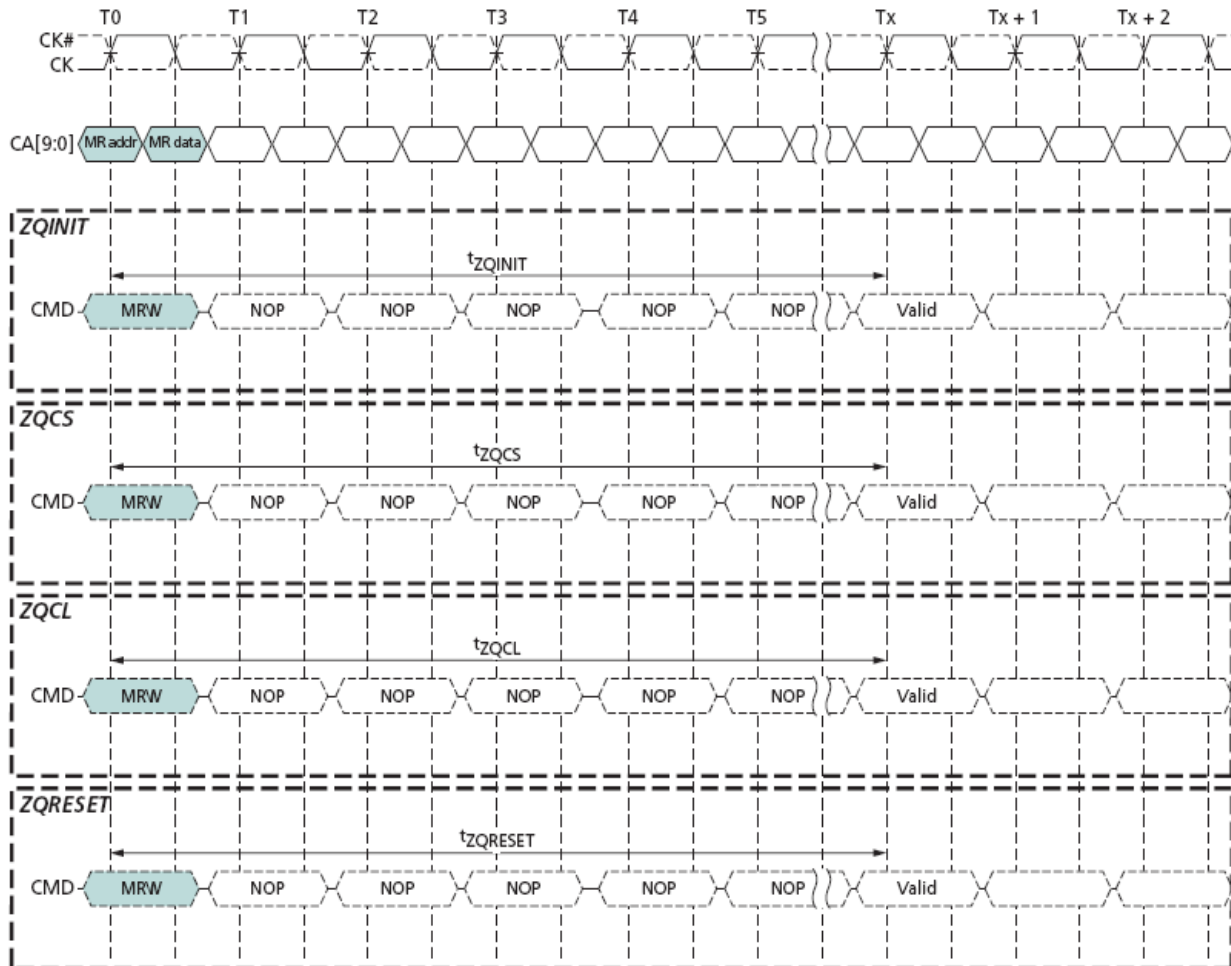 T0 T1 T2 T3 T4 T5 Tx Tx + 1 Tx + 2
CK#
CK
CA[9:0] MR addr MR data
ZQINIT
tZQINIT
CMD MRW NOP NOP NOP NOP NOP Valid
ZQCS
tZQCS
CMD MRW NOP NOP NOP NOP NOP Valid
ZQCL
tZQCL
CMD MRW NOP NOP NOP NOP NOP Valid
ZQRESET
tZQRESET
CMD MRW NOP NOP NOP NOP NOP Valid